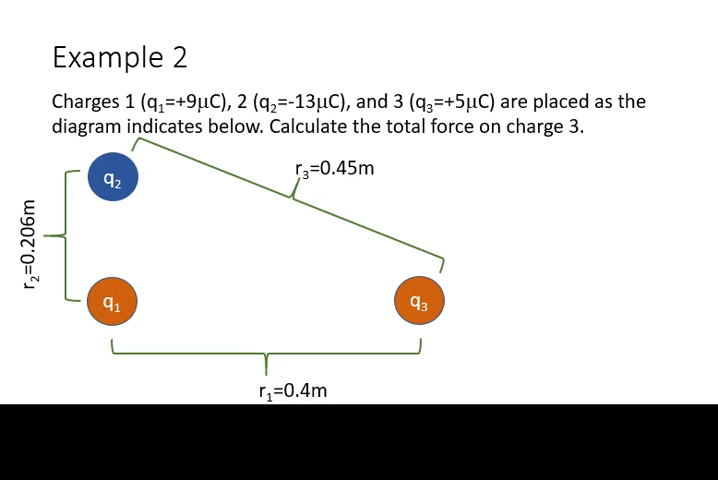 Example 2
Charges 1 (q₁=+9μC), 2 (q₂=-13μC), and 3 (q₃=+5μC) are placed as the
diagram indicates below. Calculate the total force on charge 3.
r₃=0.45m
q₂
r₂=0.206m
q₁
q₃
r₁=0.4m